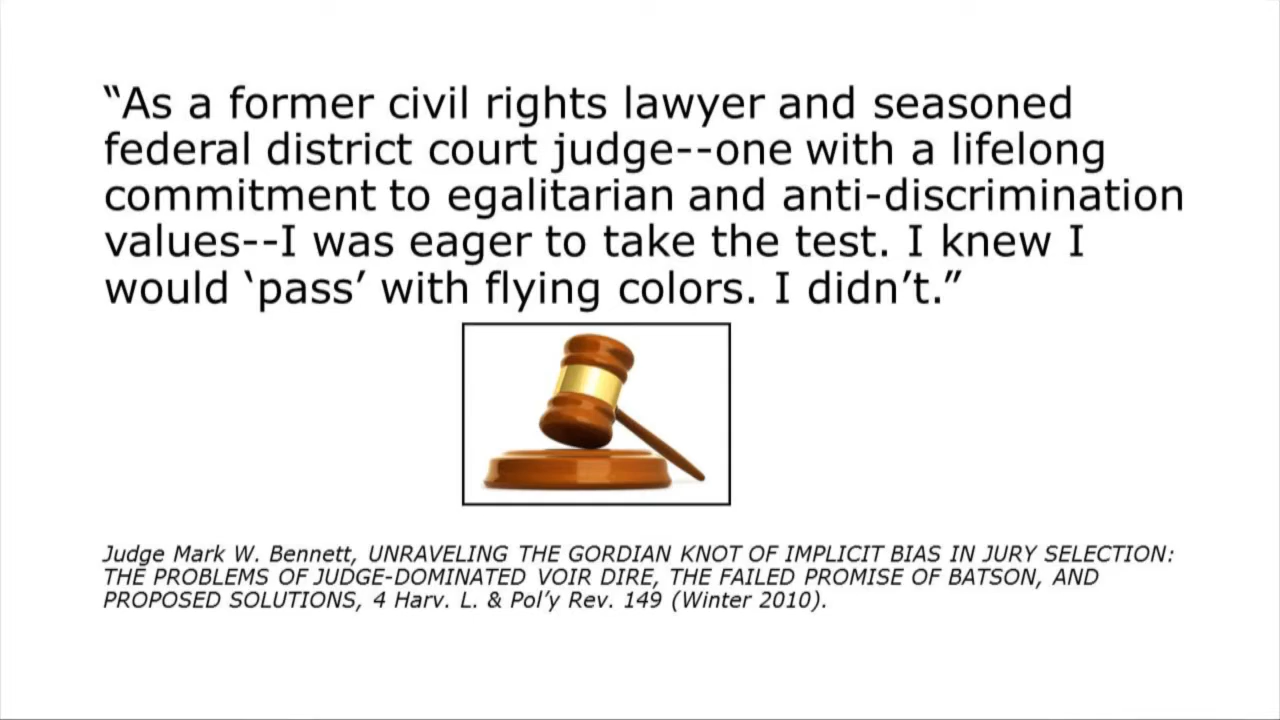 “As a former civil rights lawyer and seasoned
federal district court judge--one with a lifelong
commitment to egalitarian and anti-discrimination
values--I was eager to take the test. I knew I
would ‘pass’ with flying colors. I didn’t.”
Judge Mark W. Bennett, UNRAVELING THE GORDIAN KNOT OF IMPLICIT BIAS IN JURY SELECTION:
THE PROBLEMS OF JUDGE-DOMINATED VOIR DIRE, THE FAILED PROMISE OF BATSON, AND
PROPOSED SOLUTIONS, 4 Harv. L. & Pol’y Rev. 149 (Winter 2010).